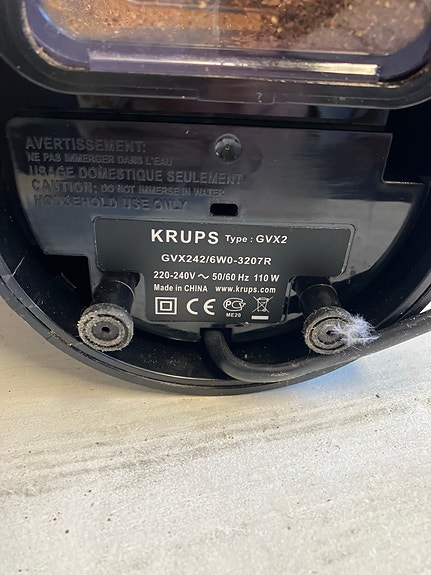 AVERTISSEMENT:
NE PAS IMMERGER DANS L'EAU
USAGE DOMESTIQUE SEULEMENT
CAUTION: DO NOT IMMERSE IN WATER
HOUSEHOLD USE ONLY
KRUPS Type : GVX2
GVX242/6W0-3207R
220-240V ~ 50/60 Hz 110 W
Made in CHINA www.krups.com
CE PG
ME20